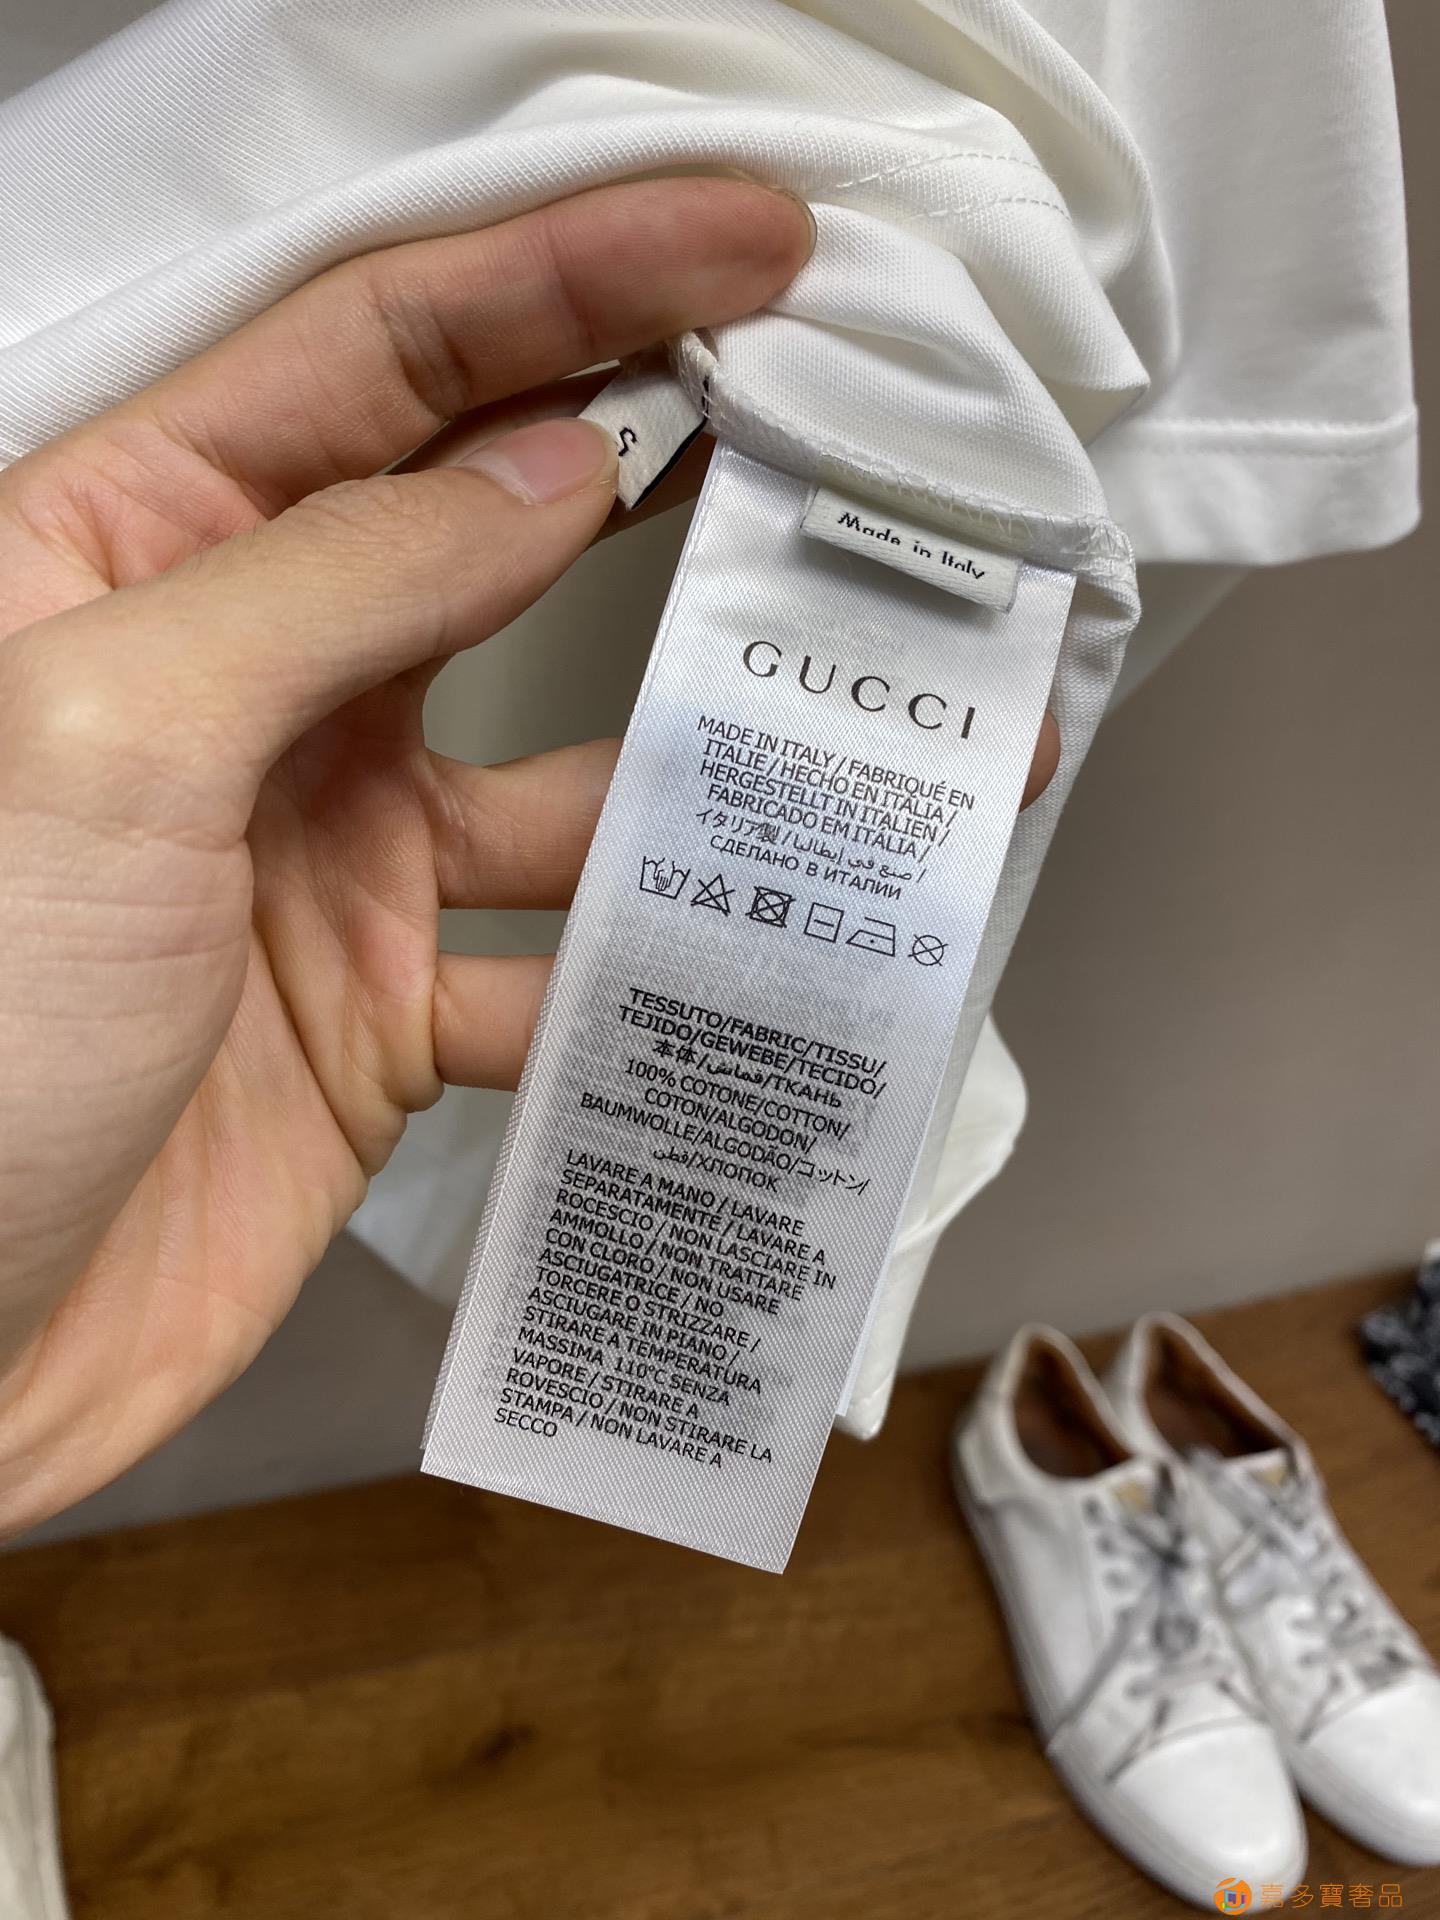 S
Made in Italy
GUCCI
MADE IN ITALY / FABRIQUÉ EN
ITALIE / HECHO EN ITALIA /
HERGESTELLT IN ITALIEN /
FABRICADO EM ITÁLIA /
イタリア製 / صنع في إيطاليا /
СДЕЛАНО В ИТАЛИИ
TESSUTO/FABRIC/TISSU/
TEJIDO/GEWEBE/TECIDO/
本体/قماش/ТКАНЬ
100% COTONE/COTTON/
COTON/ALGODON/
BAUMWOLLE/ALGODÃO/コットン/
قطن/ХЛОПОК
LAVARE A MANO / LAVARE
SEPARATAMENTE / LAVARE A
ROCESCIO / NON LASCIARE IN
AMMOLLO / NON TRATTARE
CON CLORO / NON USARE
ASCIUGATRICE / NO
TORCERE O STRIZZARE /
ASCIUGARE IN PIANO /
STIRARE A TEMPERATURA
MASSIMA 110°C SENZA
VAPORE / STIRARE A
ROVESCIO / NON STIRARE LA
STAMPA / NON LAVARE A
SECCO
嘉多寶奢品